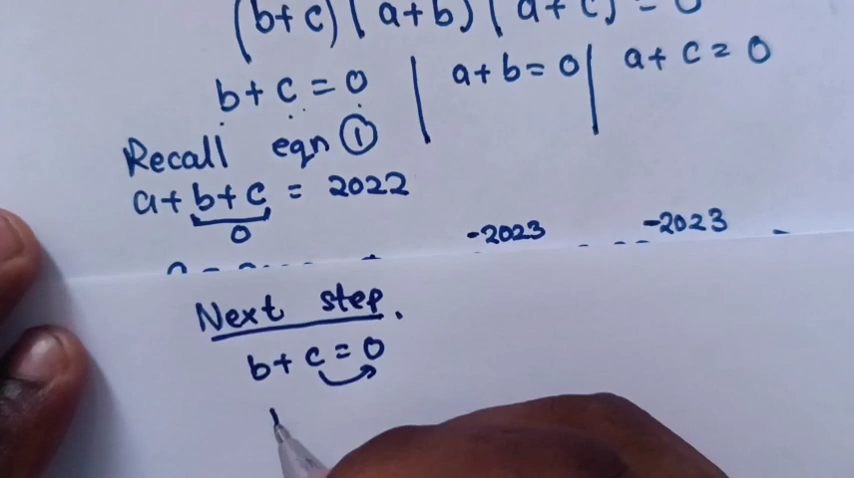 (b+c)(a+b)(a+c)=0
b+c=0 | a+b=0 | a+c=0
Recall eqn ①
a+b+c = 2022
0
-2023 -2023
Next step.
b+c=0